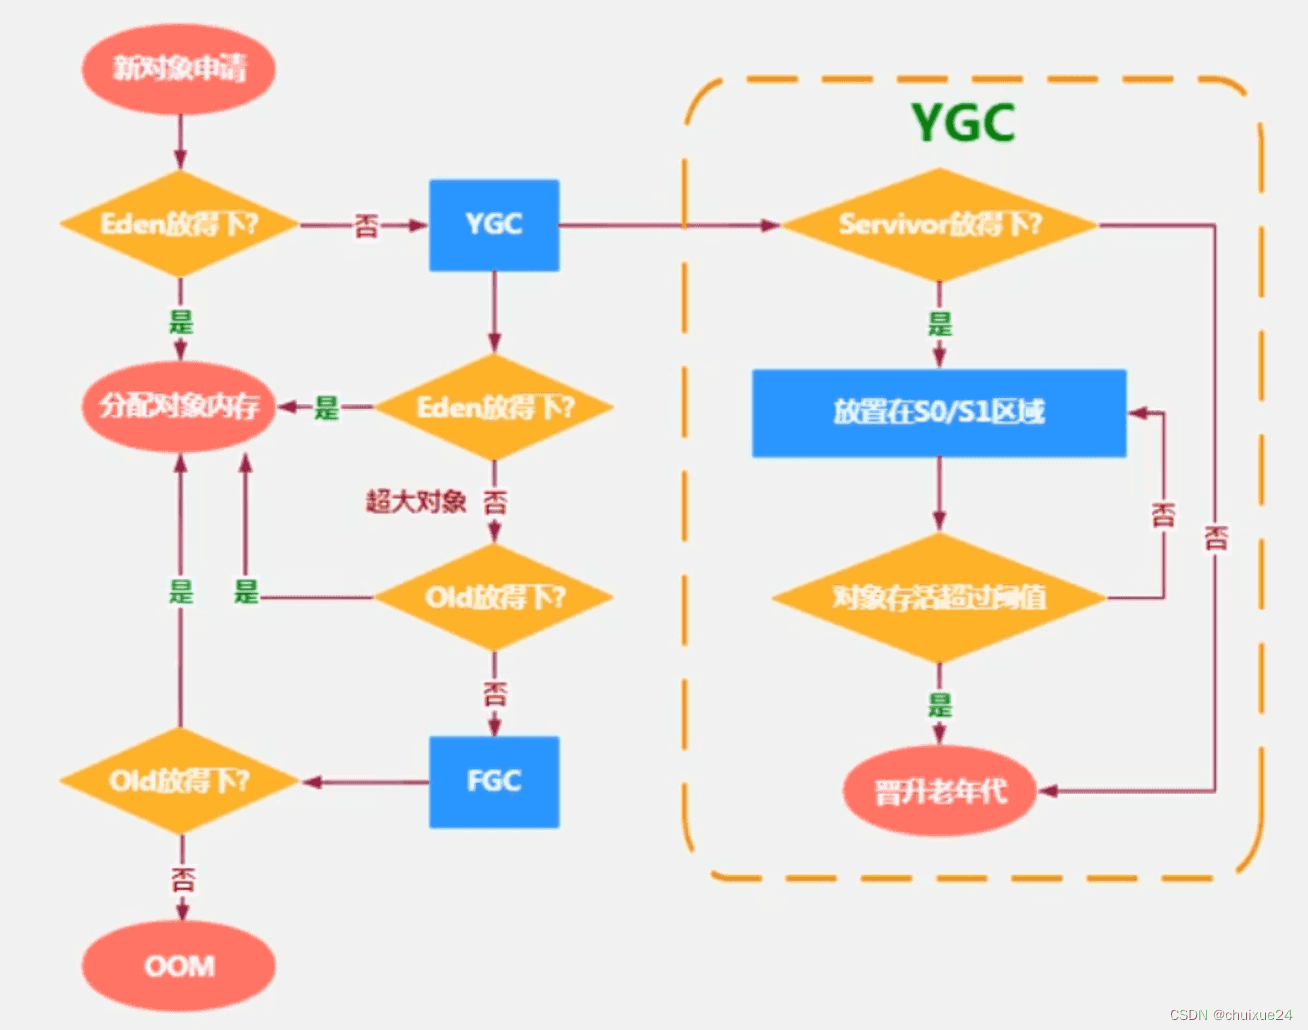 新对象申请
YGC
Eden放得下?
否
YGC
Servivor放得下?
是
是
分配对象内存
是
Eden放得下?
放置在S0/S1区域
超大对象
否
否
否
是
是
Old放得下?
对象存活超过阈值
否
是
Old放得下?
FGC
晋升老年代
否
OOM
CSDN @chuixue24